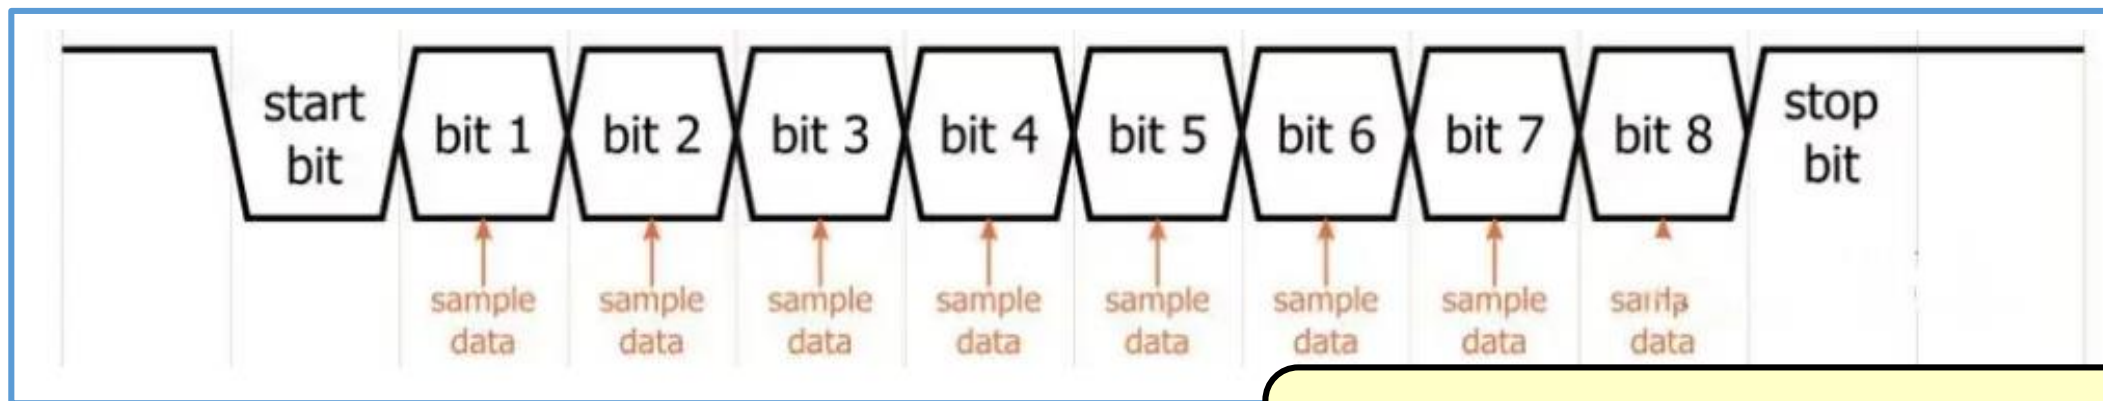 start
bit
bit 1
bit 2
bit 3
bit 4
bit 5
bit 6
bit 7
bit 8
stop
bit
sample
data
sample
data
sample
data
sample
data
sample
data
sample
data
sample
data
data